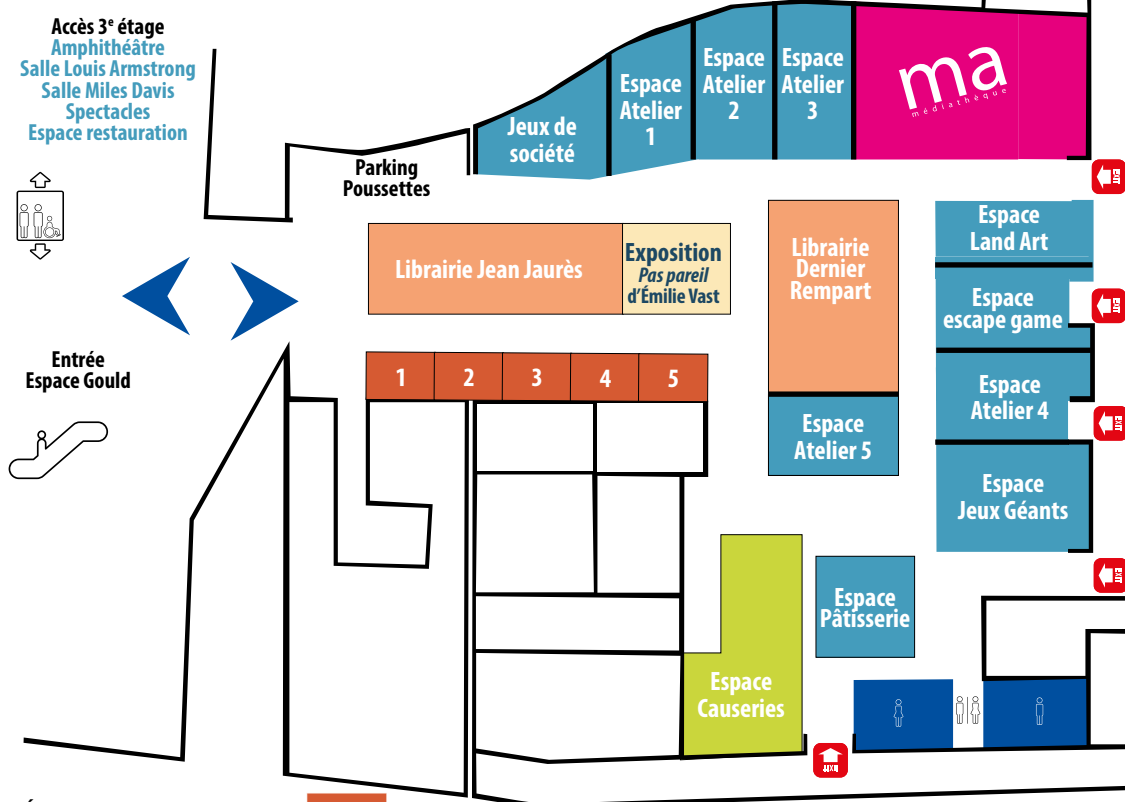 Accès 3e étage
Amphithéâtre
Salle Louis Armstrong
Salle Miles Davis
Spectacles
Espace restauration
Parking
Poussettes
Jeux de
société
Espace
Atelier
1
Espace
Atelier
2
Espace
Atelier
3
ma
médiathèque
EXIT
Librairie Jean Jaurès
Exposition
Pas pareil
d'Émilie Vast
Librairie
Dernier
Rempart
Espace
Land Art
Espace
escape game
EXIT
Entrée
Espace Gould
1
2
3
4
5
Espace
Atelier 5
Espace
Atelier 4
EXIT
Espace
Jeux Géants
EXIT
Espace
Pâtisserie
Espace
Causeries
EXIT